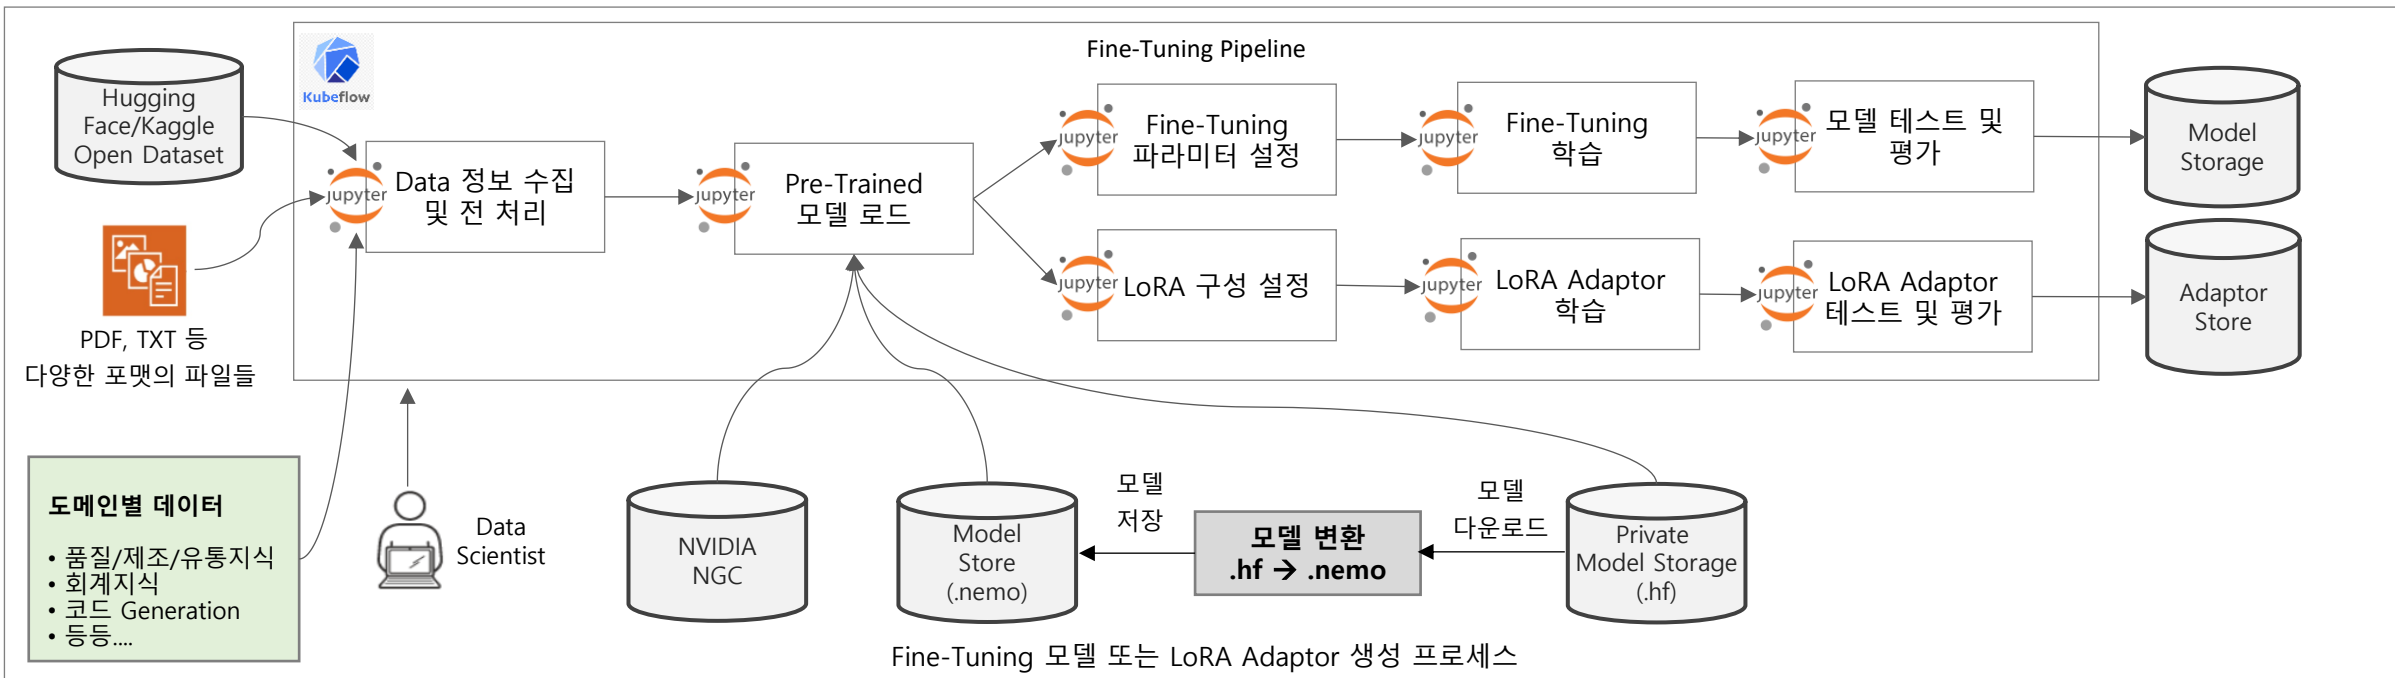 Fine-Tuning Pipeline
Kubeflow
Hugging
Face/Kaggle
Open Dataset
PDF, TXT 등
다양한 포맷의 파일들
도메인별 데이터
• 품질/제조/유통지식
• 회계지식
• 코드 Generation
• 등등....
jupyter
Data 정보 수집
및 전 처리
jupyter
Pre-Trained
모델 로드
jupyter
Fine-Tuning
파라미터 설정
jupyter
Fine-Tuning
학습
jupyter
모델 테스트 및
평가
Model
Storage
jupyter
LoRA 구성 설정
jupyter
LoRA Adaptor
학습
jupyter
LoRA Adaptor
테스트 및 평가
Adaptor
Store
Data
Scientist
NVIDIA
NGC
Model
Store
(.nemo)
모델
저장
모델 변환
.hf → .nemo
모델
다운로드
Private
Model Storage
(.hf)
Fine-Tuning 모델 또는 LoRA Adaptor 생성 프로세스